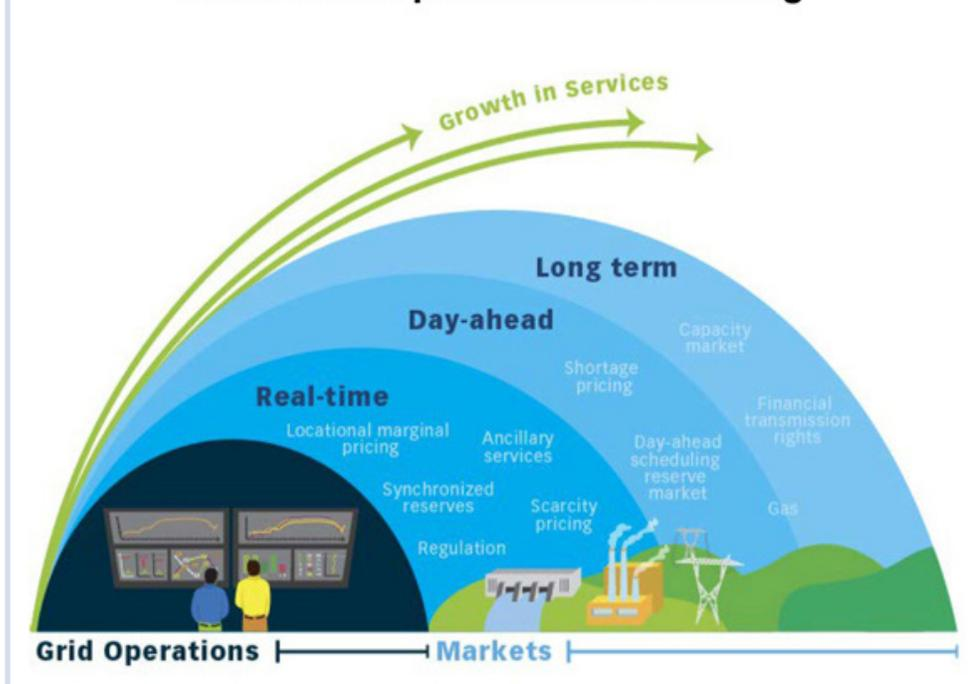 Growth in Services
Long term
Day-ahead
Capacity
market
Shortage
pricing
Real-time
Financial
transmission
rights
Locational marginal
pricing
Ancillary
services
Day-ahead
scheduling
reserve
market
Synchronized
reserves
Scarcity
pricing
Gas
Regulation
Grid Operations
Markets